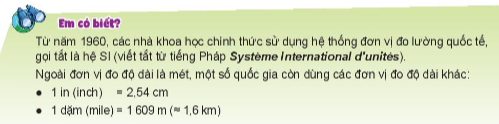 Em có biết?
Từ năm 1960, các nhà khoa học chính thức sử dụng hệ thống đơn vị đo lường quốc tế,
gọi tắt là hệ SI (viết tắt từ tiếng Pháp Système International d'unités).
Ngoài đơn vị đo độ dài là mét, một số quốc gia còn dùng các đơn vị đo độ dài khác:
● 1 in (inch) = 2,54 cm
● 1 dặm (mile) = 1 609 m (≈ 1,6 km)